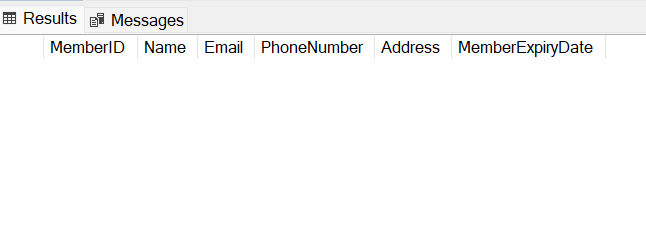 Results Messages
MemberID Name Email PhoneNumber Address MemberExpiryDate